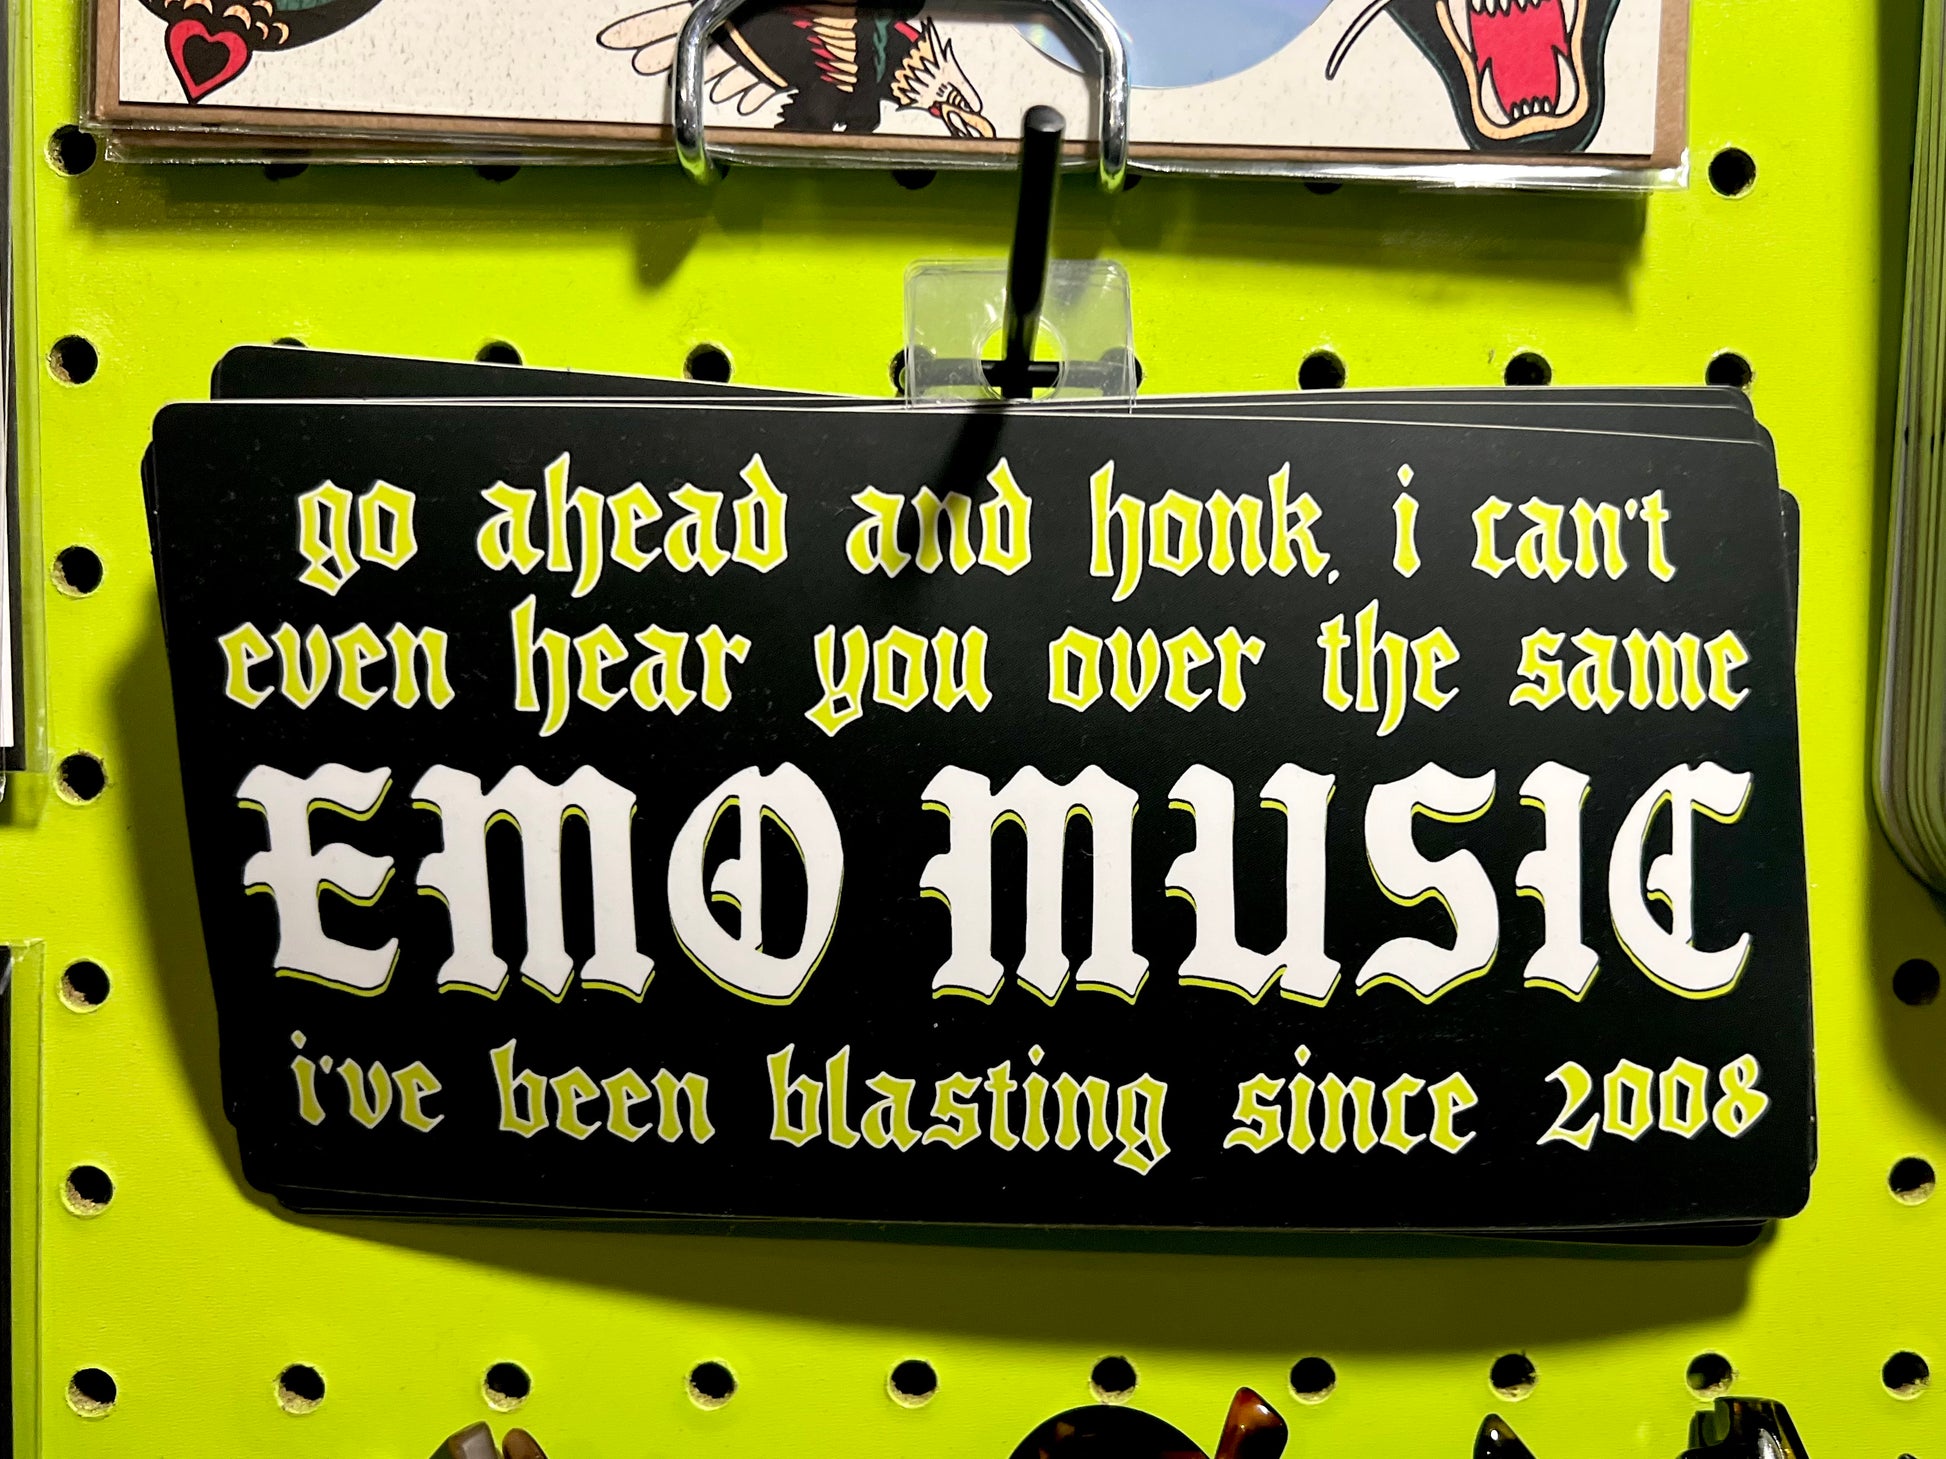 go ahead and honk, i can't
even hear you over the same
EMO MUSIC
i've been blasting since 2008